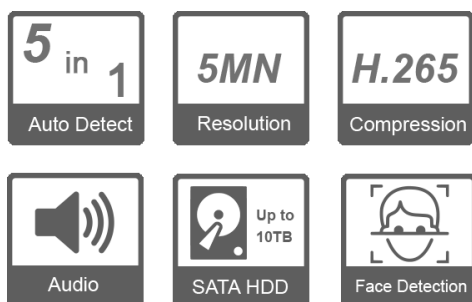 5 in 1
Auto Detect
5MN
Resolution
H.265
Compression
Audio
Up to
10TB
SATA HDD
Face Detection